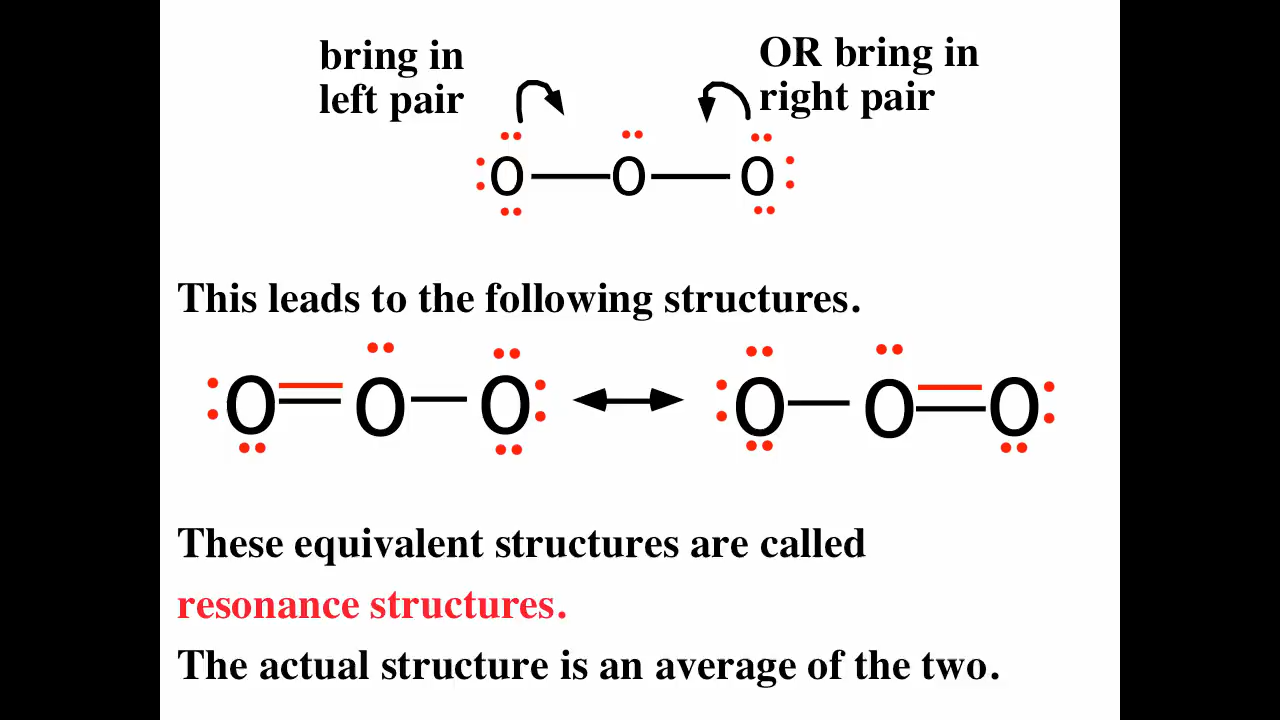 bring in
left pair
OR bring in
right pair
O O O
This leads to the following structures.
O O O O O O
These equivalent structures are called
resonance structures.
The actual structure is an average of the two.